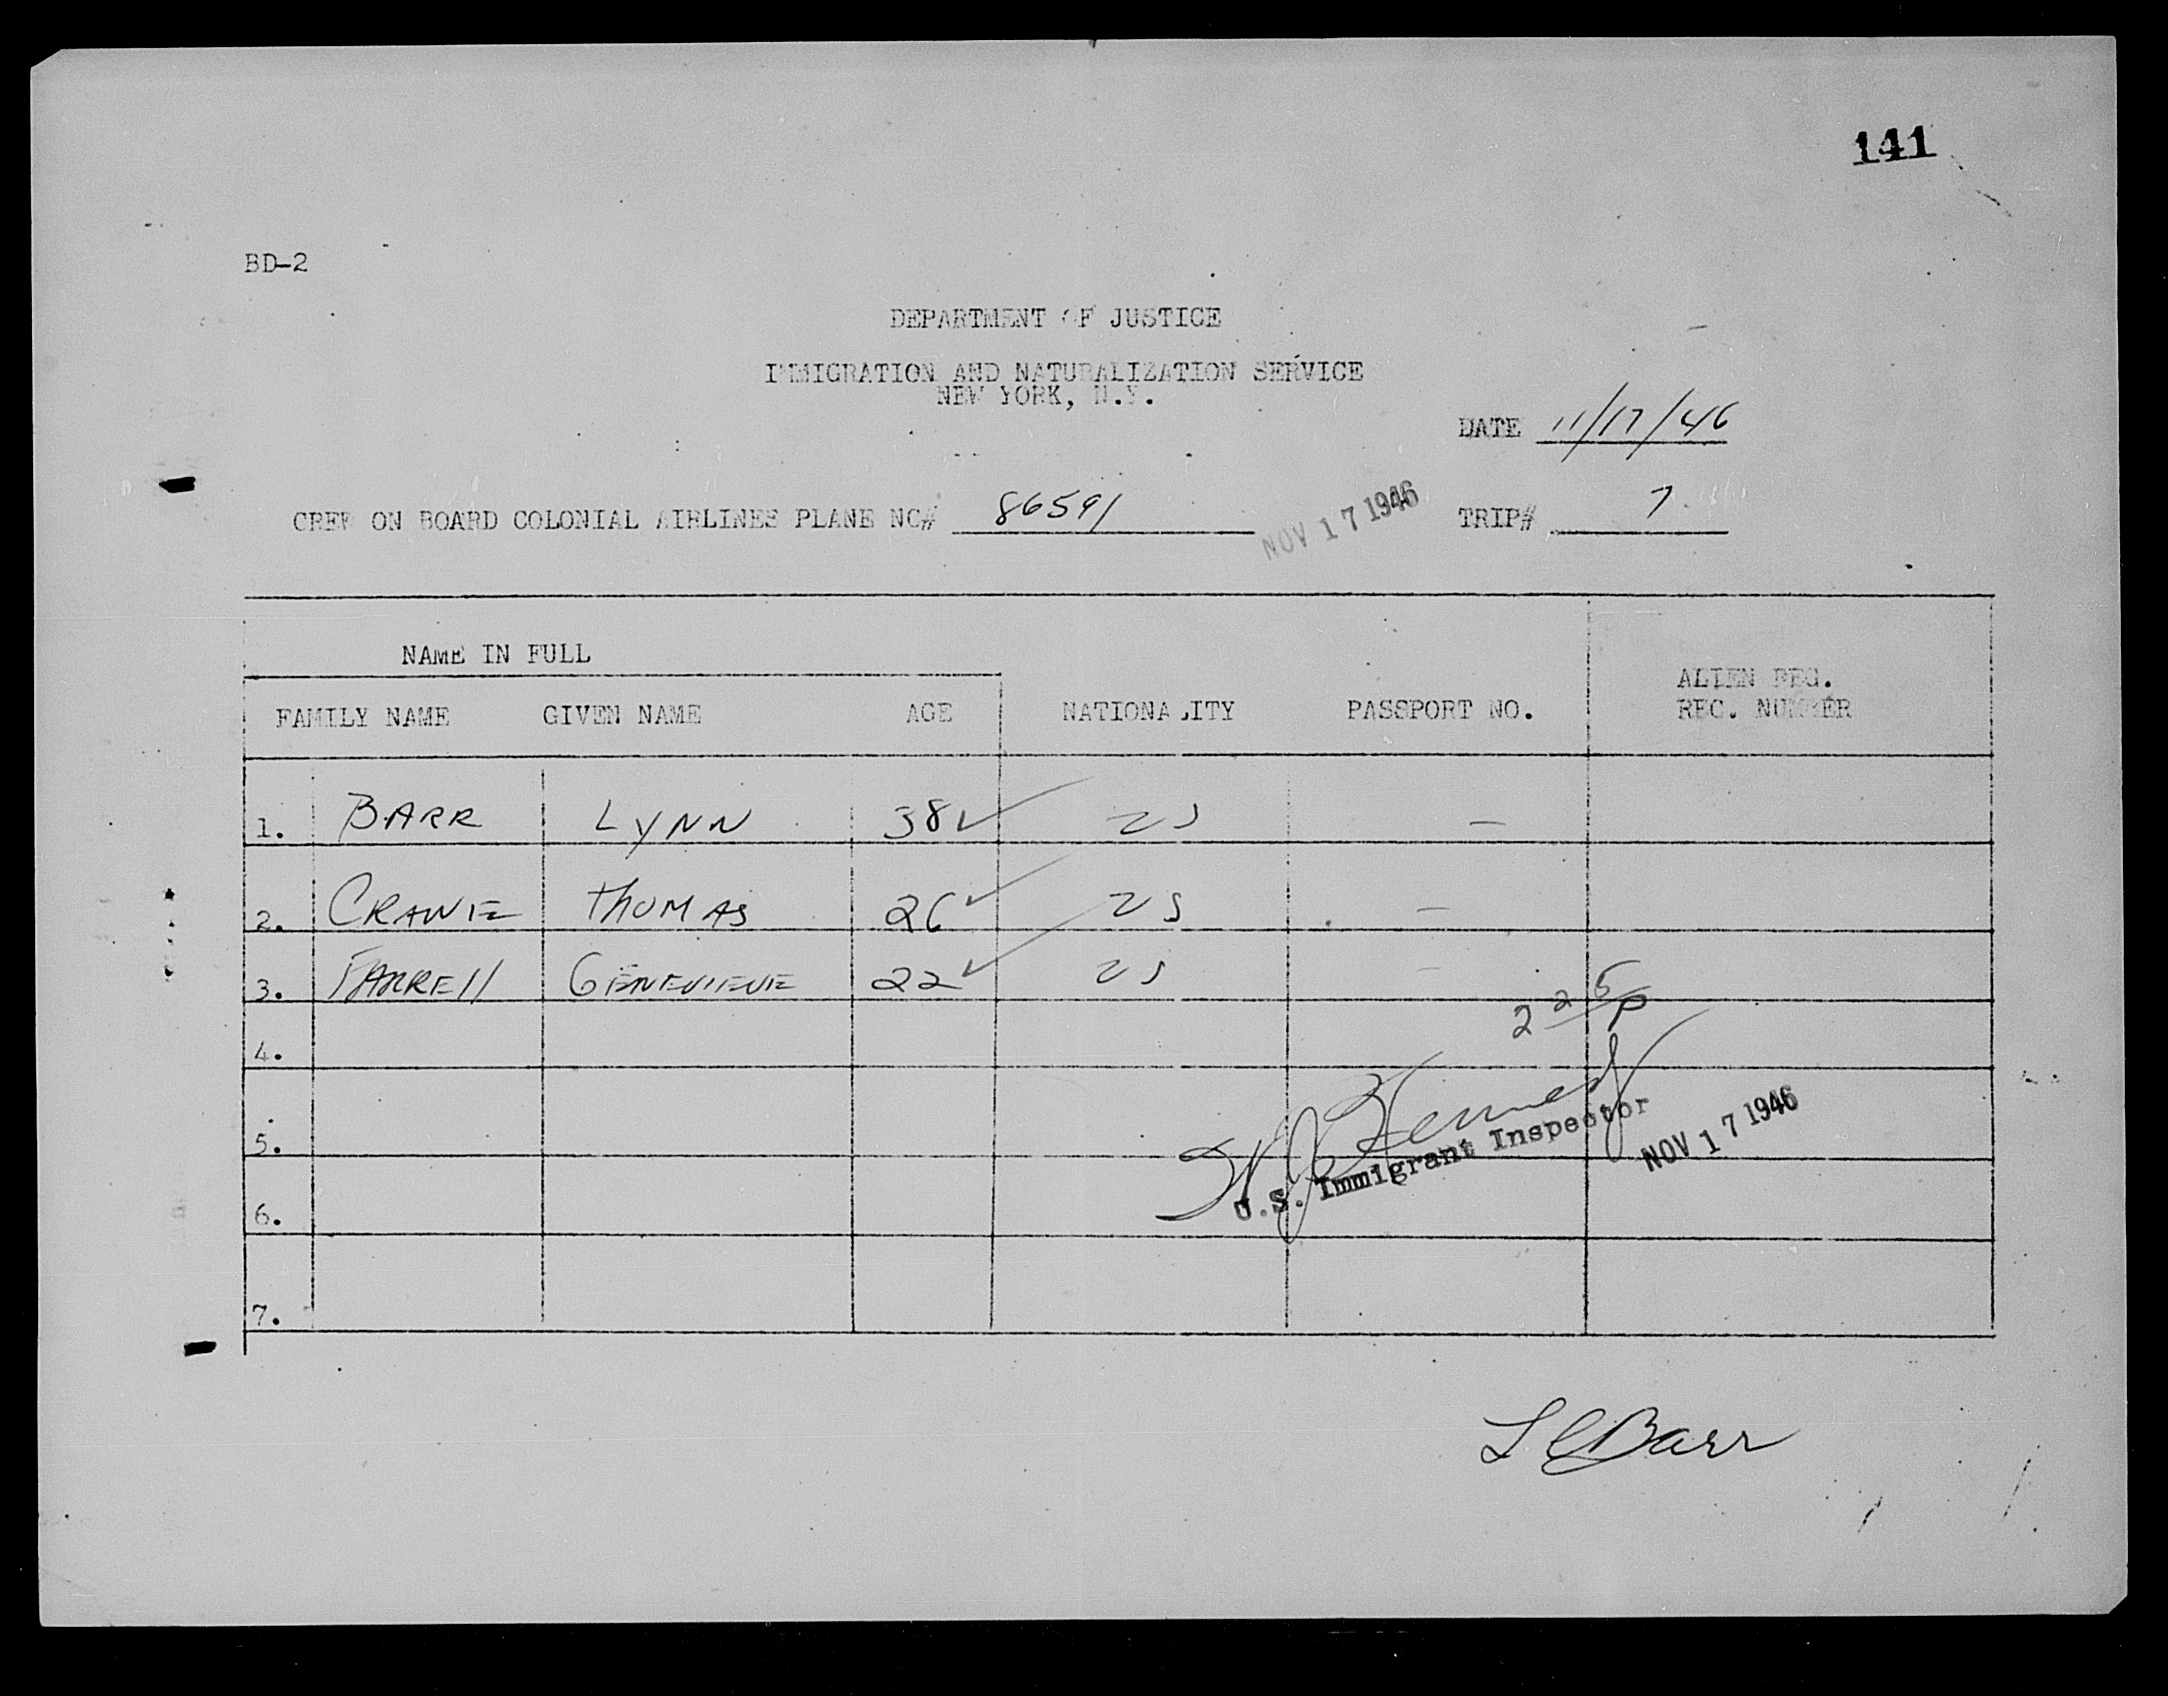 141
BD-2
DEPARTMENT OF JUSTICE
IMMIGRATION AND NATURALIZATION SERVICE
NEW YORK, N.Y.
DATE 11/17/46
CREW ON BOARD COLONIAL AIRLINES PLANE NC# 86591
NOV 17 1946
TRIP# 7
NAME IN FULL
FAMILY NAME GIVEN NAME AGE NATIONALITY PASSPORT NO. ALIEN REG.
REC. NUMBER
1. BARR LYNN 38 US —
2. CRANE THOMAS 26 US —
3. FARRELL GENEVIEVE 22 US —
2 25 P
4.
5.
6.
7.
U.S. Immigrant Inspector
NOV 17 1946
L C Barr